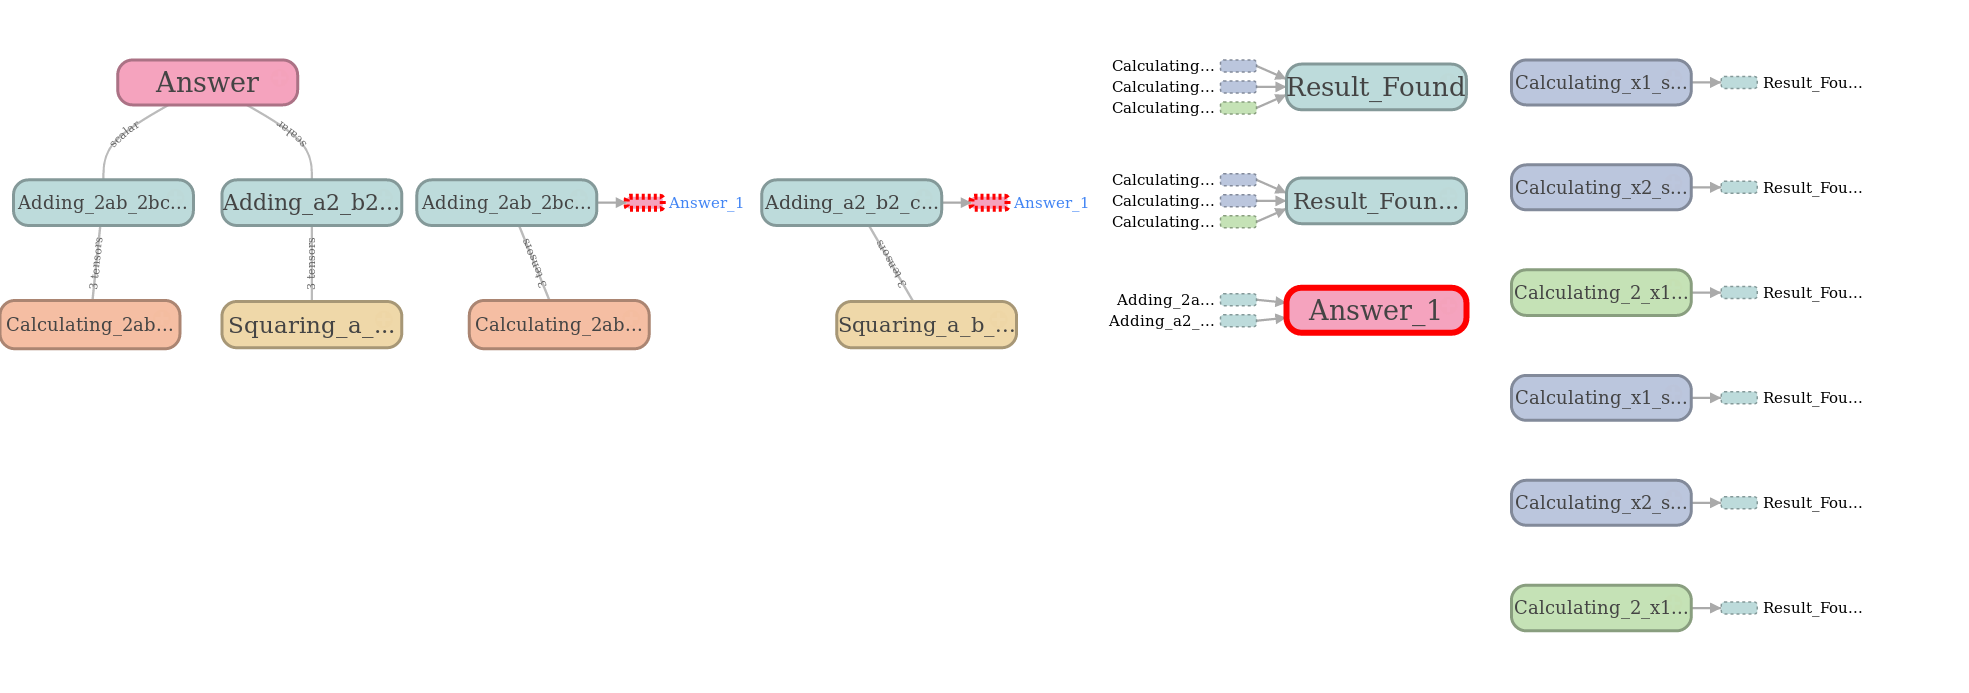 Answer
scalar
scalar
Adding_2ab_2bc...
Adding_a2_b2...
Adding_2ab_2bc...
Answer_1
Adding_a2_b2_c...
Answer_1
3 tensors
3 tensors
3 tensors
3 tensors
Calculating_2ab...
Squaring_a_...
Calculating_2ab...
Squaring_a_b_...
Calculating...
Calculating...
Calculating...
Result_Found
Calculating...
Calculating...
Calculating...
Result_Foun...
Adding_2a...
Adding_a2_...
Answer_1
Calculating_x1_s...
Result_Fou...
Calculating_x2_s...
Result_Fou...
Calculating_2_x1...
Result_Fou...
Calculating_x1_s...
Result_Fou...
Calculating_x2_s...
Result_Fou...
Calculating_2_x1...
Result_Fou...